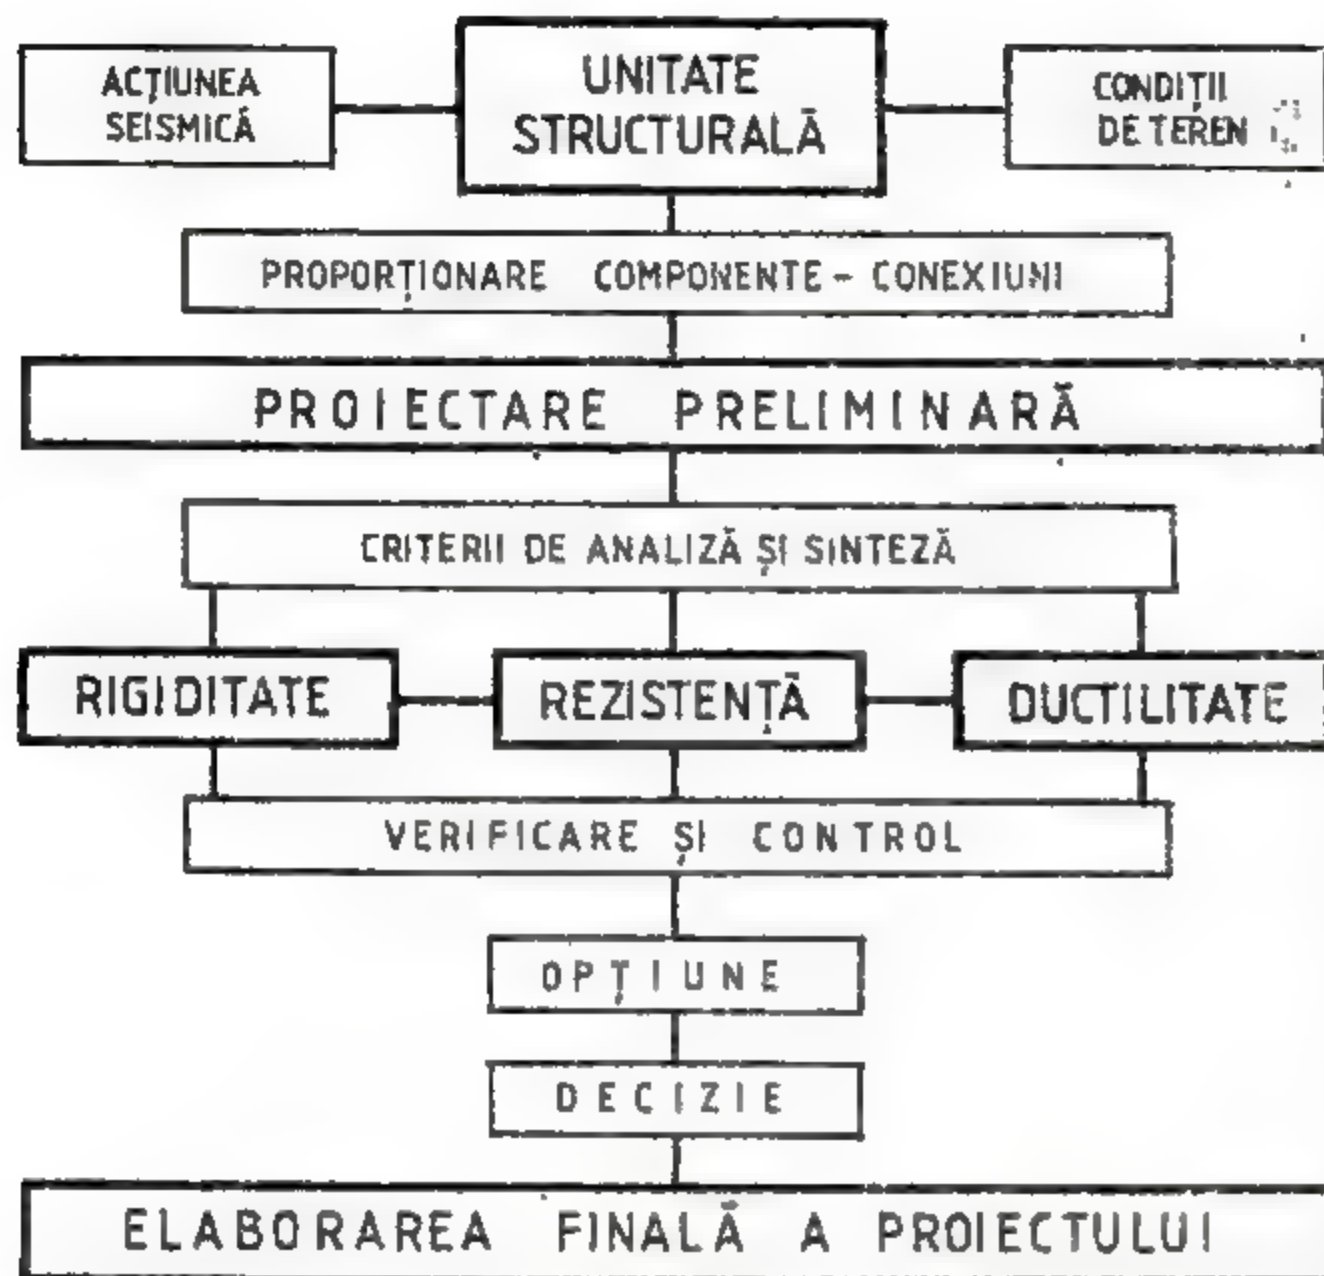 ACȚIUNEA
SEISMICĂ
UNITATE
STRUCTURALĂ
CONDIȚII
DE TEREN
PROPORȚIONARE COMPONENTE - CONEXIUNI
PROIECTARE PRELIMINARĂ
CRITERII DE ANALIZĂ ȘI SINTEZĂ
RIGIDITATE
REZISTENȚĂ
DUCTILITATE
VERIFICARE ȘI CONTROL
OPȚIUNE
DECIZIE
ELABORAREA FINALĂ A PROIECTULUI